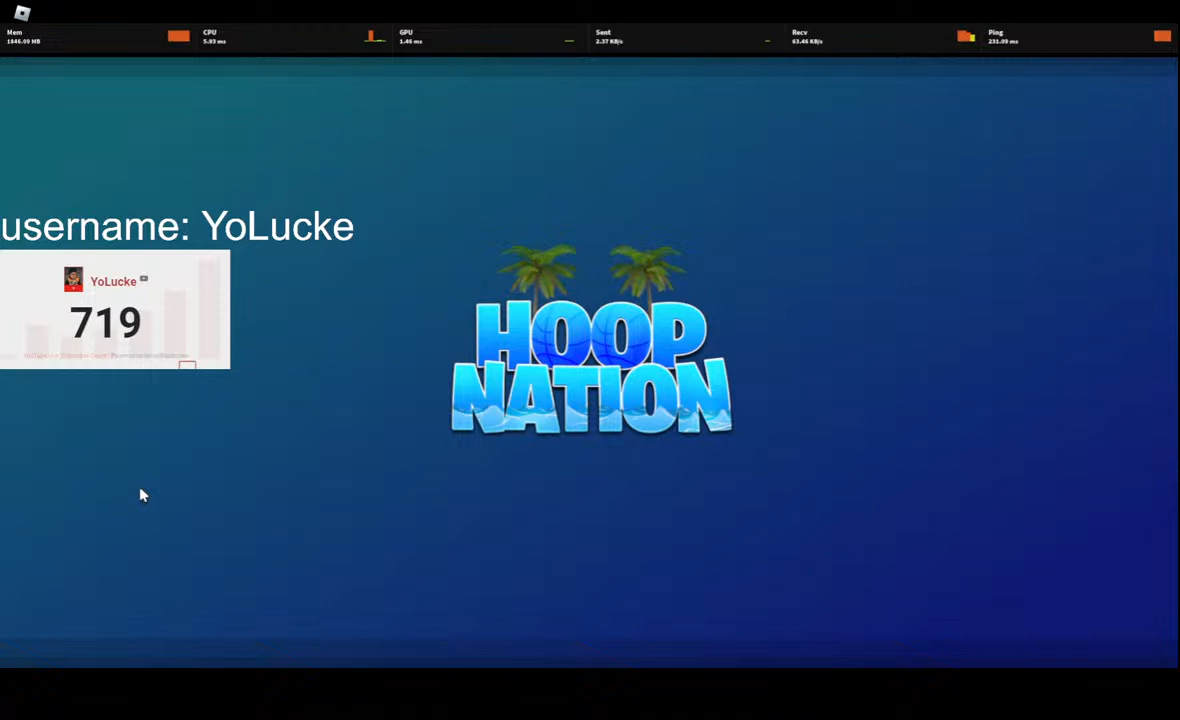 Mem CPU GPU Sent Recv Ping
1846.09 MB 5.93 ms 1.46 ms 2.37 KB/s 63.46 KB/s 231.09 ms
username: YoLucke
YoLucke
719
HOOP
NATION